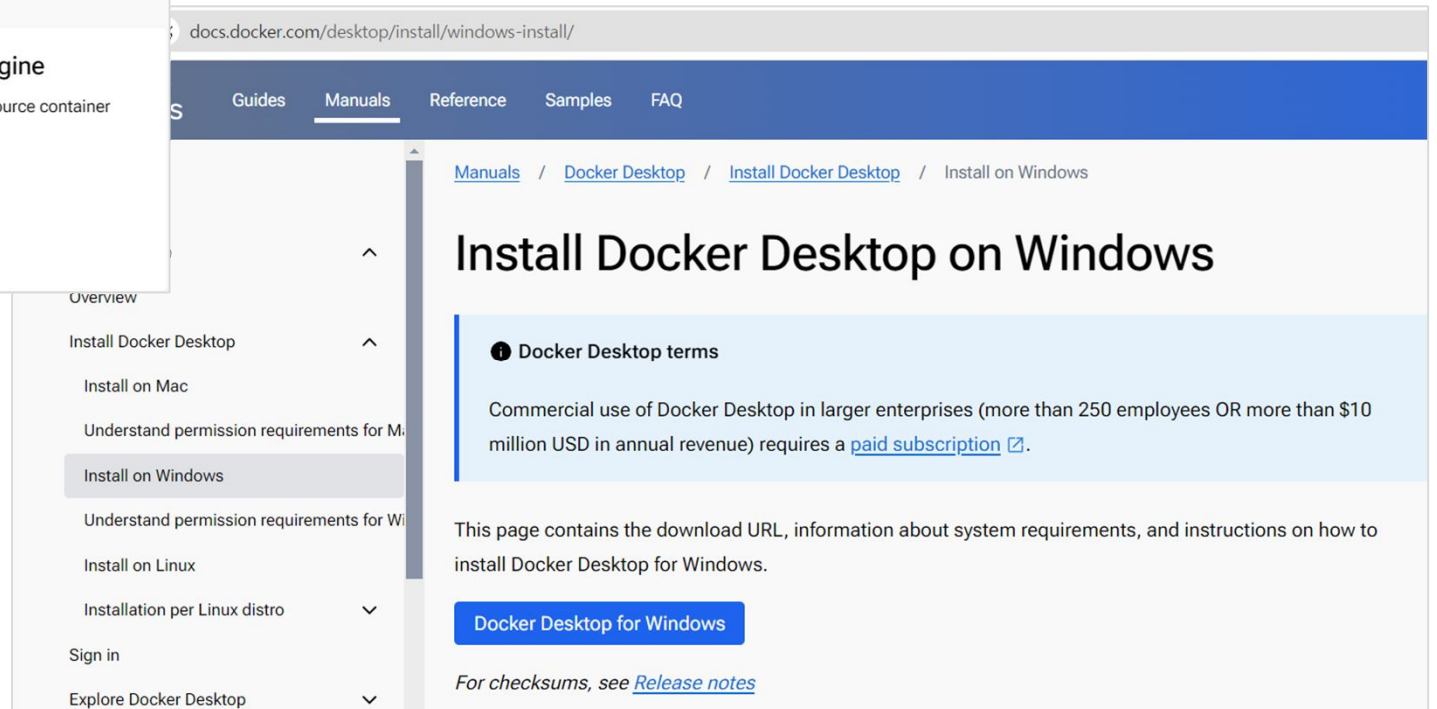 docs.docker.com/desktop/install/windows-install/
container
Guides Manuals Reference Samples FAQ
Manuals / Docker Desktop / Install Docker Desktop / Install on Windows
Overview
Install Docker Desktop
Install on Mac
Understand permission requirements for
Install on Windows
Understand permission requirements for
Install on Linux
Installation per Linux distro
Sign in
Explore Docker Desktop
Install Docker Desktop on Windows
Docker Desktop terms
Commercial use of Docker Desktop in larger enterprises (more than 250 employees OR more than $10
million USD in annual revenue) requires a paid subscription.
This page contains the download URL, information about system requirements, and instructions on how to
install Docker Desktop for Windows.
Docker Desktop for Windows
For checksums, see Release notes